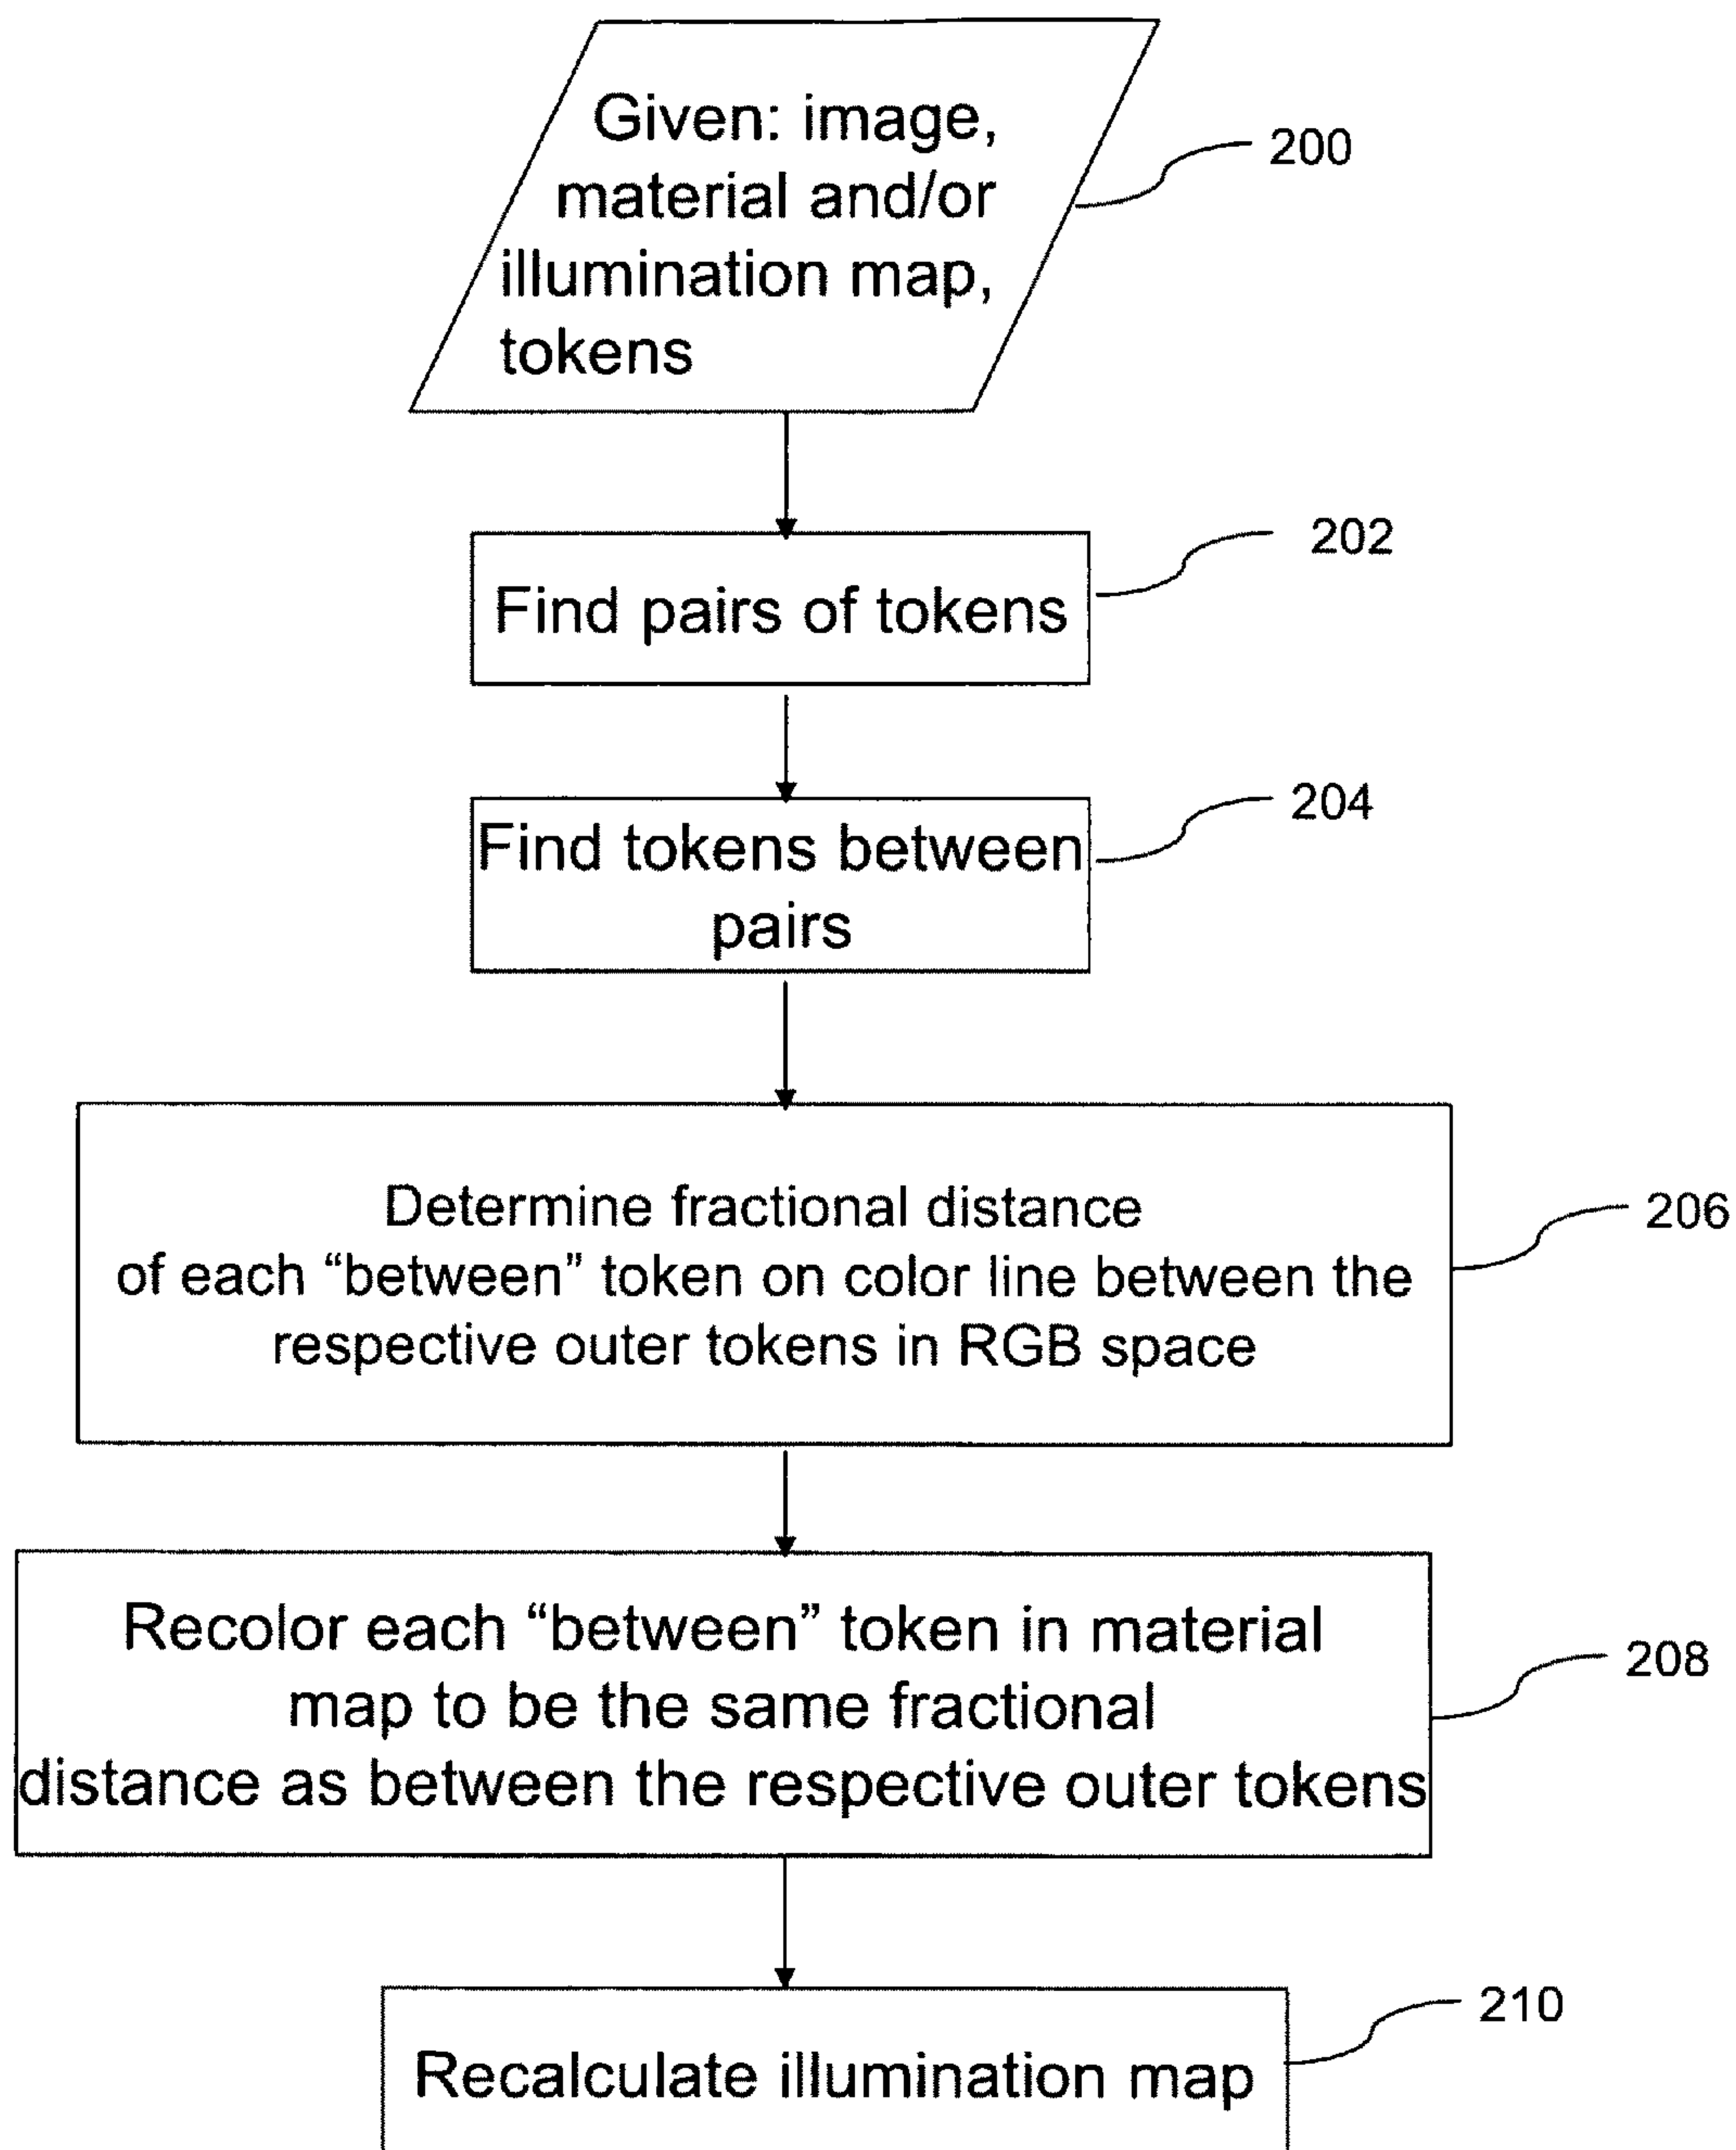 Given: image,
material and/or
illumination map,
tokens
200
Find pairs of tokens
202
Find tokens between
pairs
204
Determine fractional distance
of each “between” token on color line between the
respective outer tokens in RGB space
206
Recolor each “between” token in material
map to be the same fractional
distance as between the respective outer tokens
208
Recalculate illumination map
210